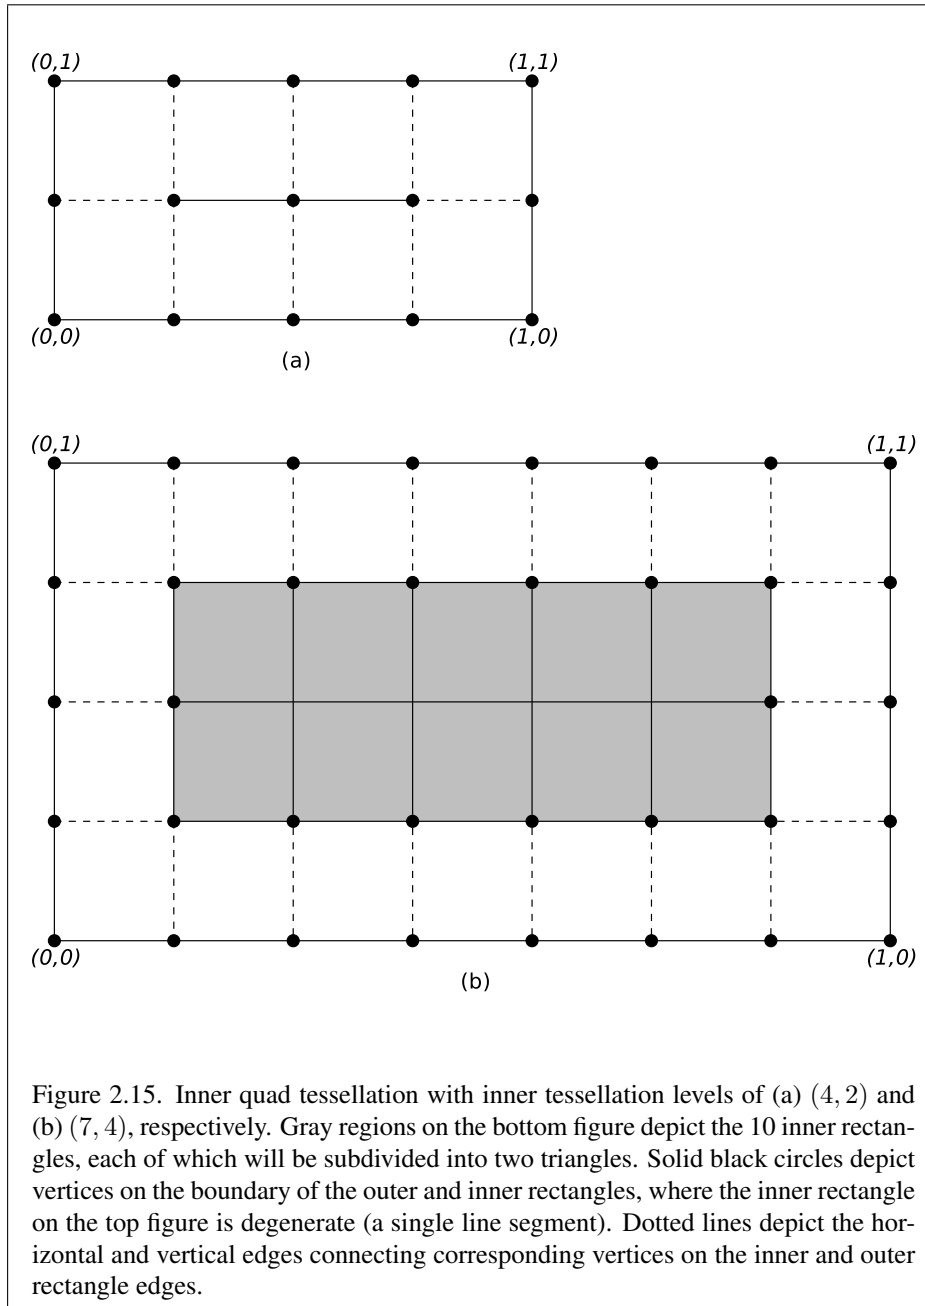 (0,1) (1,1)
(0,0) (1,0)
(a)
(0,1) (1,1)
(0,0) (1,0)
(b)
Figure 2.15. Inner quad tessellation with inner tessellation levels of (a) (4, 2) and
(b) (7, 4), respectively. Gray regions on the bottom figure depict the 10 inner rectan-
gles, each of which will be subdivided into two triangles. Solid black circles depict
vertices on the boundary of the outer and inner rectangles, where the inner rectangle
on the top figure is degenerate (a single line segment). Dotted lines depict the hor-
izontal and vertical edges connecting corresponding vertices on the inner and outer
rectangle edges.